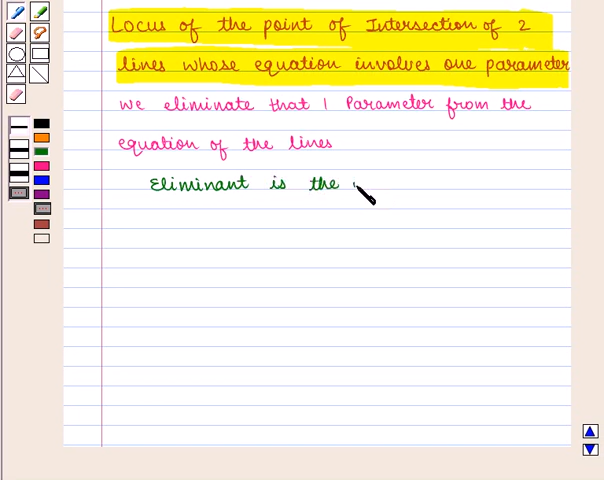 Locus of the point of Intersection of 2
lines whose equation involves one parameter
we eliminate that 1 Parameter from the
equation of the lines
Eliminant is the